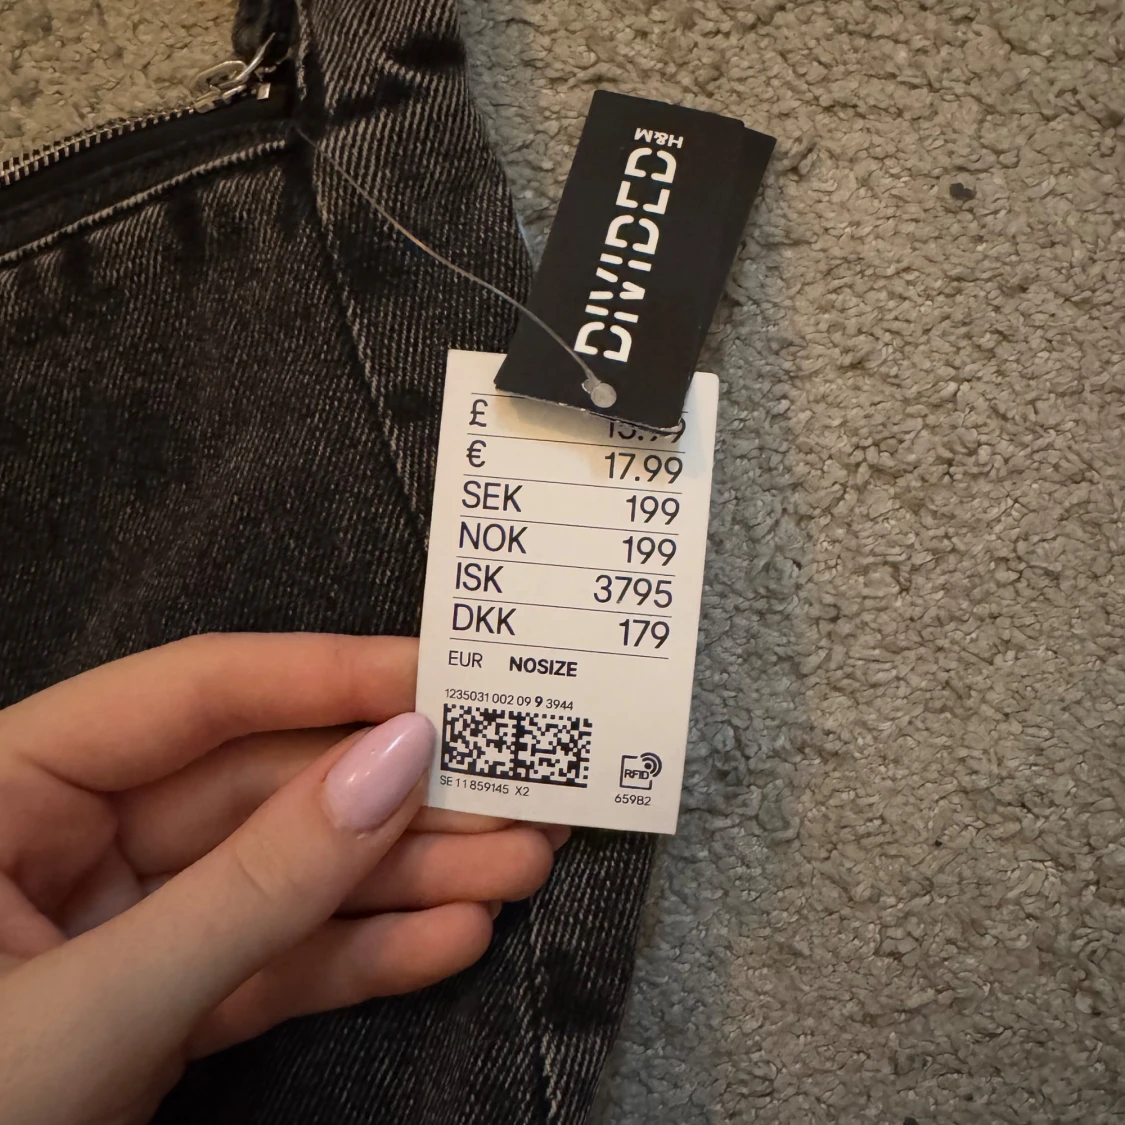 DIVIDED
H&M
£
€ 17.99
SEK 199
NOK 199
ISK 3795
DKK 179
EUR NOSIZE
1235031 002 09 9 3944
SE 11 859145 X2
RFID
659B2